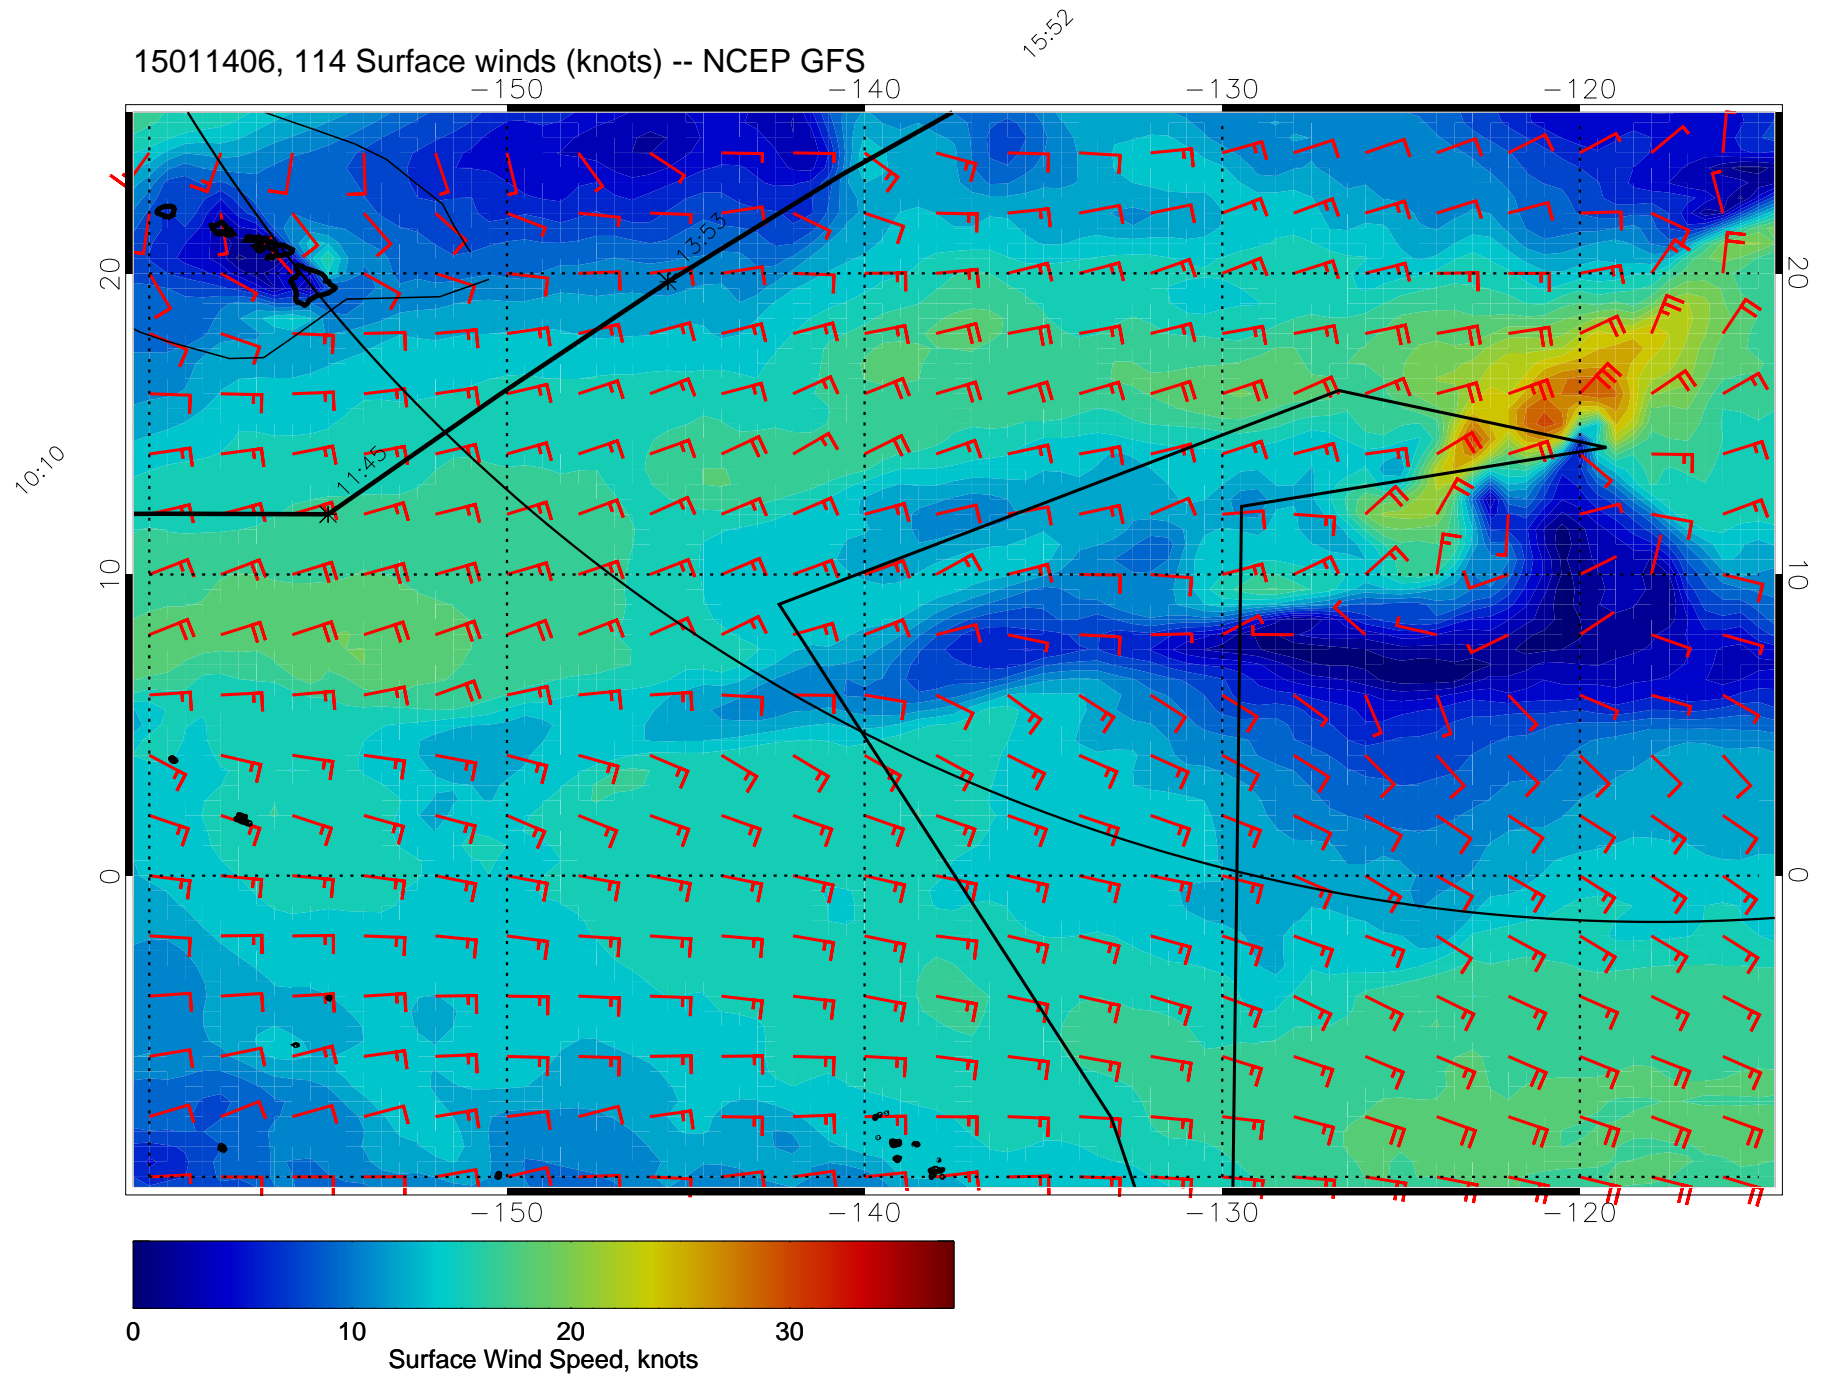 15:52
15011406, 114 Surface winds (knots) -- NCEP GFS
-150 -140 -130 -120
13:53
20 20
10:10
11:45
10 10
0 0
-150 -140 -130 -120
0 10 20 30
Surface Wind Speed, knots